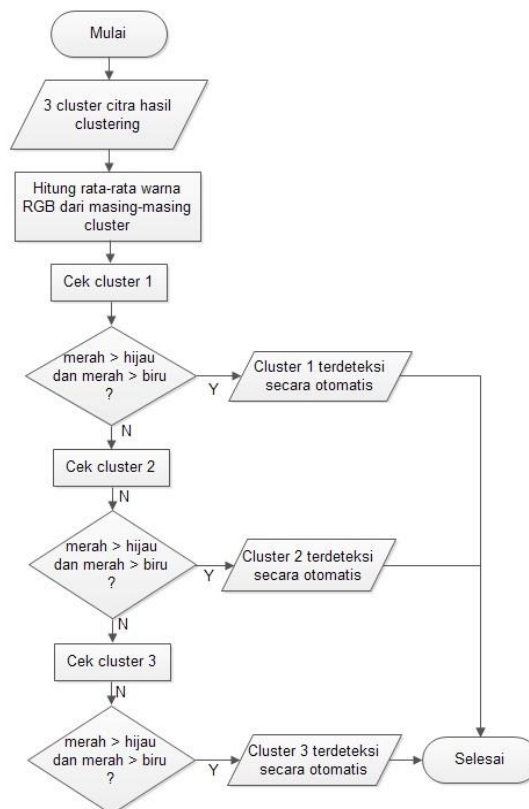 Mulai
3 cluster citra hasil
clustering
Hitung rata-rata warna
RGB dari masing-masing
cluster
Cek cluster 1
merah > hijau
dan merah > biru
?
Y
Cluster 1 terdeteksi
secara otomatis
N
Cek cluster 2
N
merah > hijau
dan merah > biru
?
Y
Cluster 2 terdeteksi
secara otomatis
N
Cek cluster 3
N
merah > hijau
dan merah > biru
?
Y
Cluster 3 terdeteksi
secara otomatis
Selesai